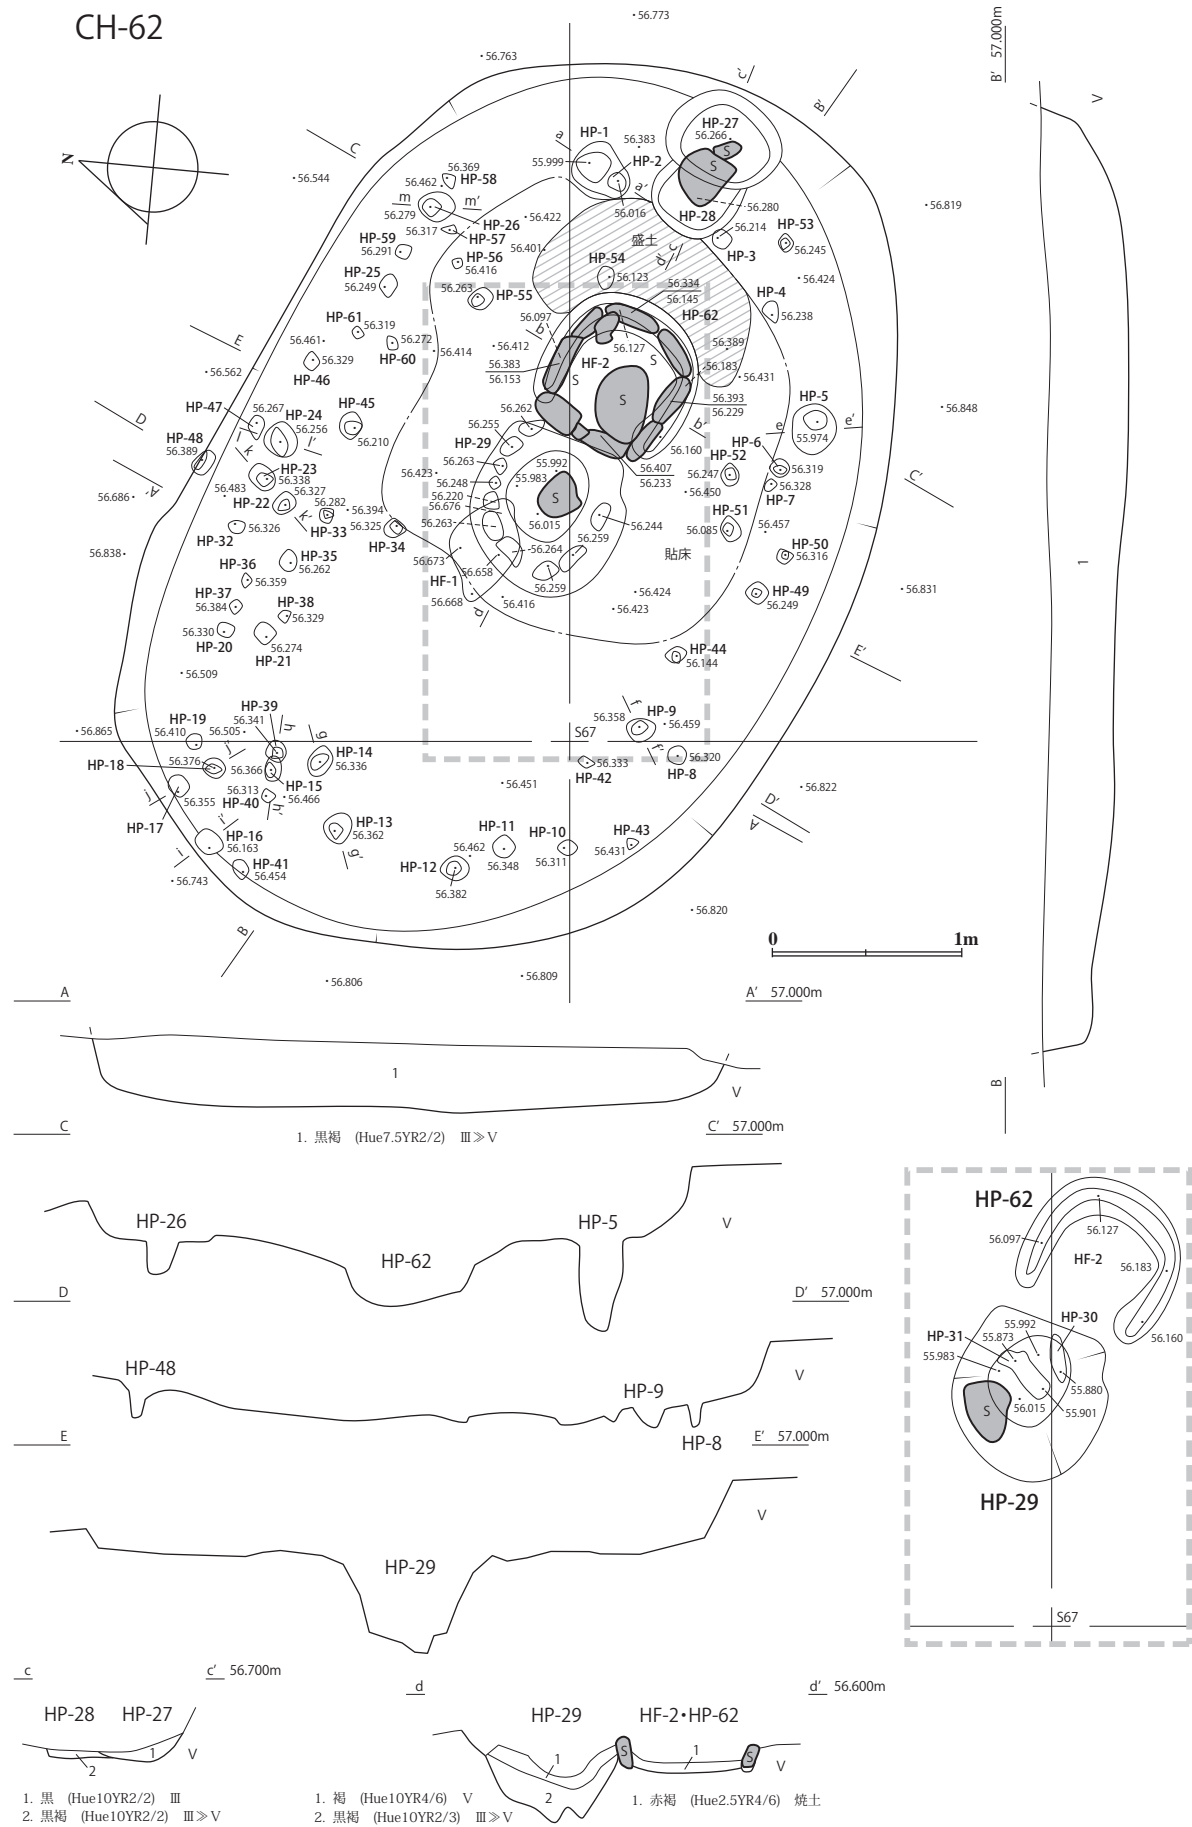 CH-62
・56.773
B′ 57.000m
・56.763
c′
B′
V
N
C
・56.544
HP-1
56.383
HP-27
56.266
a
55.999
HP-2
S
S
56.369
56.462
HP-58
m
m′
56.279
HP-26
56.317
HP-57
・56.422
a′
56.016
HP-28
56.280
・56.819
56.214
HP-53
56.245
HP-59
56.291
HP-56
56.416
56.401
盛土
c
d′
HP-3
HP-25
56.249
HP-54
56.123
・56.424
56.263
HP-55
56.334
56.145
HP-4
56.238
HP-61
56.319
56.097
HP-62
E
56.461
HP-60
56.272
・56.414
・56.412
b
56.127
56.389
HP-46
56.329
・56.562
56.383
56.153
HF-2
S
S
S
56.183
・56.431
HP-47
56.267
HP-24
56.256
HP-45
56.210
56.262
56.393
56.229
HP-5
55.974
e
e′
・56.848
D
HP-48
56.389
l
l′
k
56.255
HP-29
b′
56.160
HP-6
56.319
HP-23
56.338
56.263
56.423
55.992
55.983
56.407
56.233
HP-52
56.247
HP-7
56.328
C′
A′
・56.686
56.483
56.327
HP-22
56.282
56.248
56.220
56.676
S
・56.450
k′
・56.394
HP-33
56.325
HP-34
56.263
56.015
56.244
HP-51
56.085
56.457
HP-32
56.326
56.259
貼床
HP-50
56.316
56.838・
HP-36
HP-35
56.262
56.673
56.264
56.359
56.658
HP-37
56.384
HP-38
56.329
HF-1
56.668
・56.416
56.259
・56.424
・56.423
HP-49
56.249
・56.831
d
56.330
HP-20
56.274
HP-21
・56.509
HP-44
56.144
E′
HP-39
56.341
h
g
HP-19
56.410
56.505・
f
56.358
HP-9
・56.459
・56.865
S67
j′
HP-14
56.336
f′
56.320
HP-8
HP-18
56.376
56.366
HP-15
56.333
HP-42
j
56.355
56.313
HP-40
・56.466
h′
・56.451
・56.822
D′
A
HP-17
i′
HP-16
56.163
HP-13
56.362
g′
HP-11
56.462
56.348
HP-10
56.311
HP-43
56.431
i
・56.743
HP-41
56.454
HP-12
56.382
・56.820
B
0 1m
・56.806
・56.809
A A′ 57.000m
1
1
V
B
C C′ 57.000m
1. 黒褐 (Hue7.5YR2/2) Ⅲ≫Ⅴ
HP-26
HP-62
HP-5
V
D D′ 57.000m
HP-48
HP-9
HP-8
V
E E′ 57.000m
HP-29
V
HP-62
56.097
56.127
HF-2
56.183
56.160
HP-30
HP-31
55.992
55.873
55.983
55.880
S
56.015
55.901
HP-29
S67
c c′ 56.700m
HP-28 HP-27
1
2
V
1. 黒 (Hue10YR2/2) Ⅲ
2. 黒褐 (Hue10YR2/2) Ⅲ≫Ⅴ
d d′ 56.600m
HP-29 HF-2・HP-62
1
2
S
1
S
V
1. 褐 (Hue10YR4/6) Ⅴ
2. 黒褐 (Hue10YR2/3) Ⅲ≫Ⅴ
1. 赤褐 (Hue2.5YR4/6) 焼土